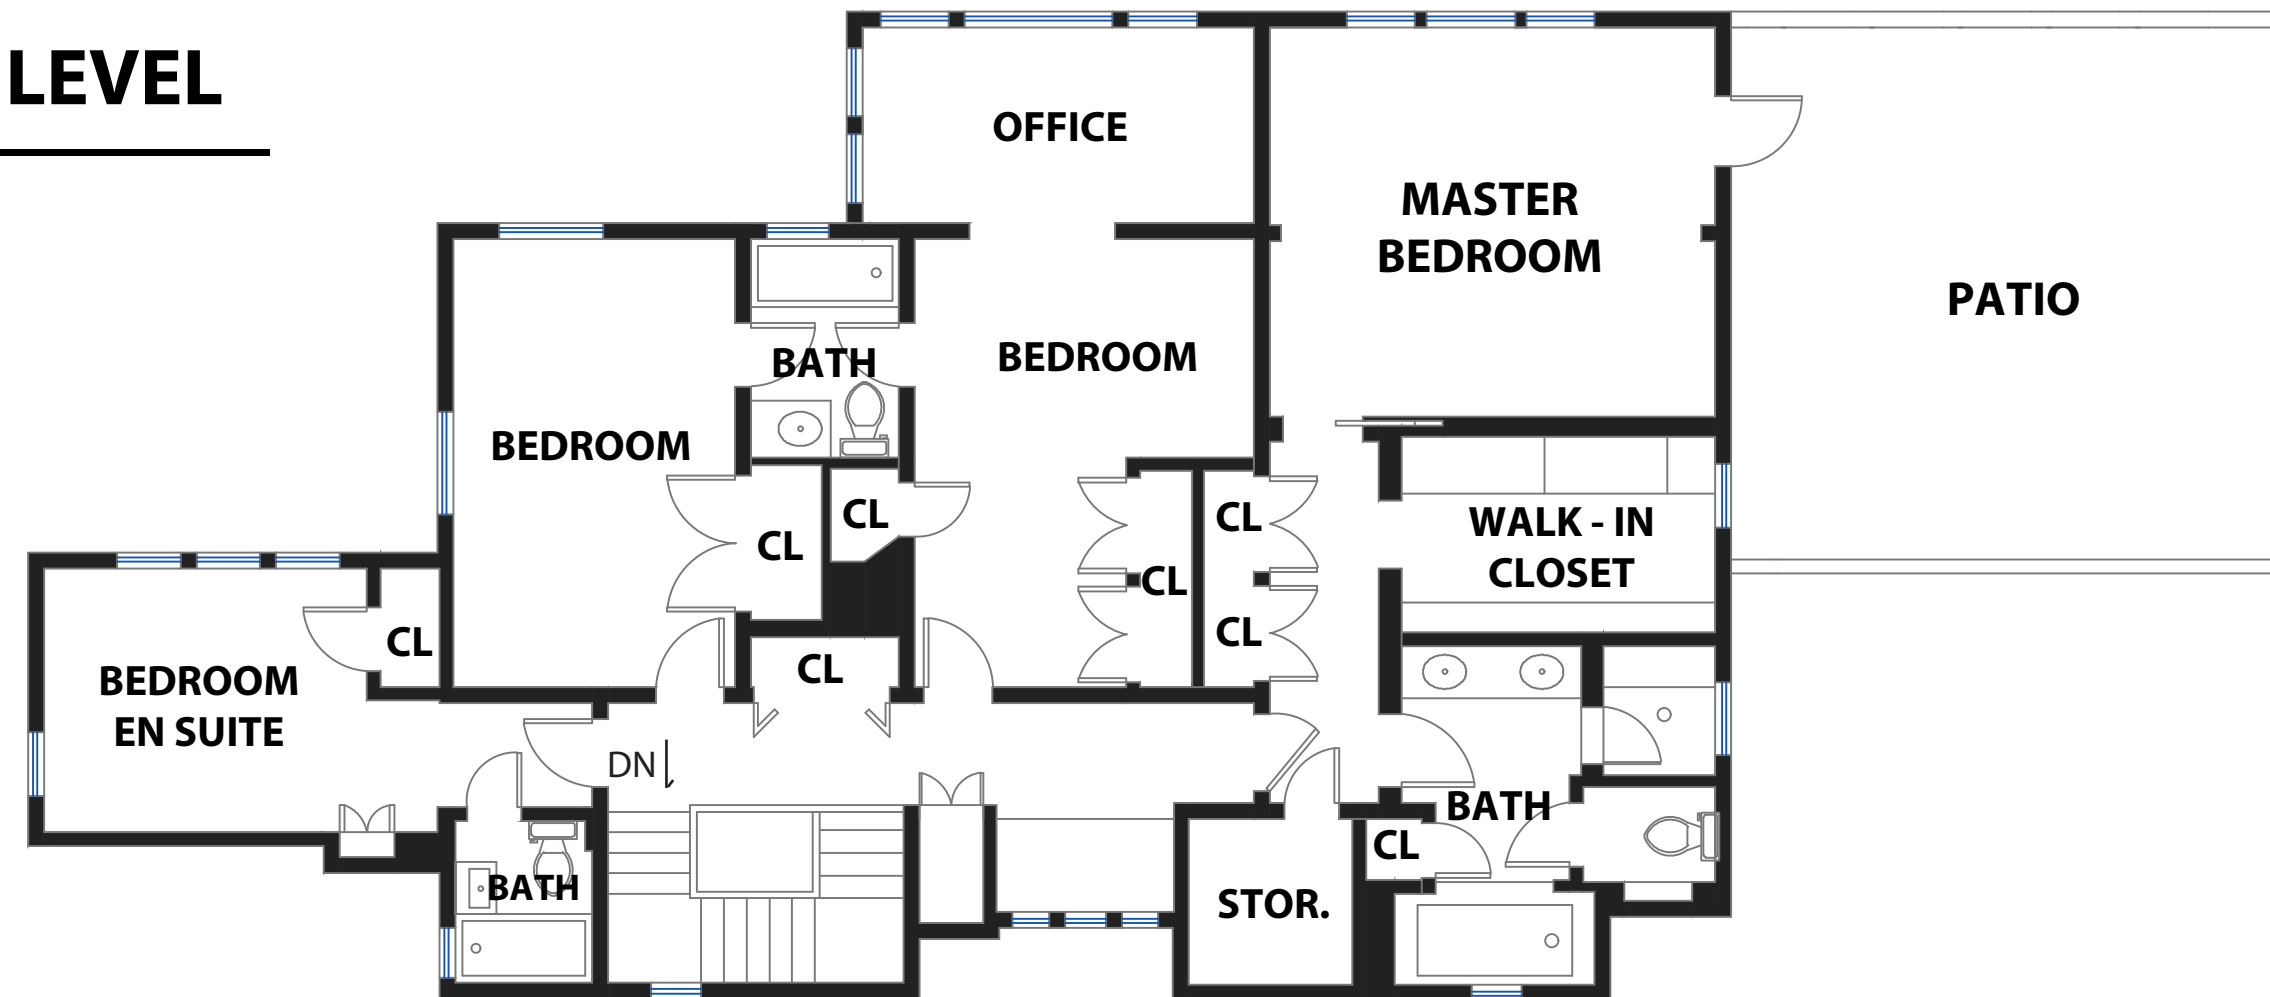 LEVEL
OFFICE
MASTER
BEDROOM
PATIO
BATH
BEDROOM
BEDROOM
CL
CL
CL
WALK - IN
CLOSET
CL
CL
CL
CL
CL
BEDROOM
EN SUITE
DN
BATH
CL
BATH
STOR.